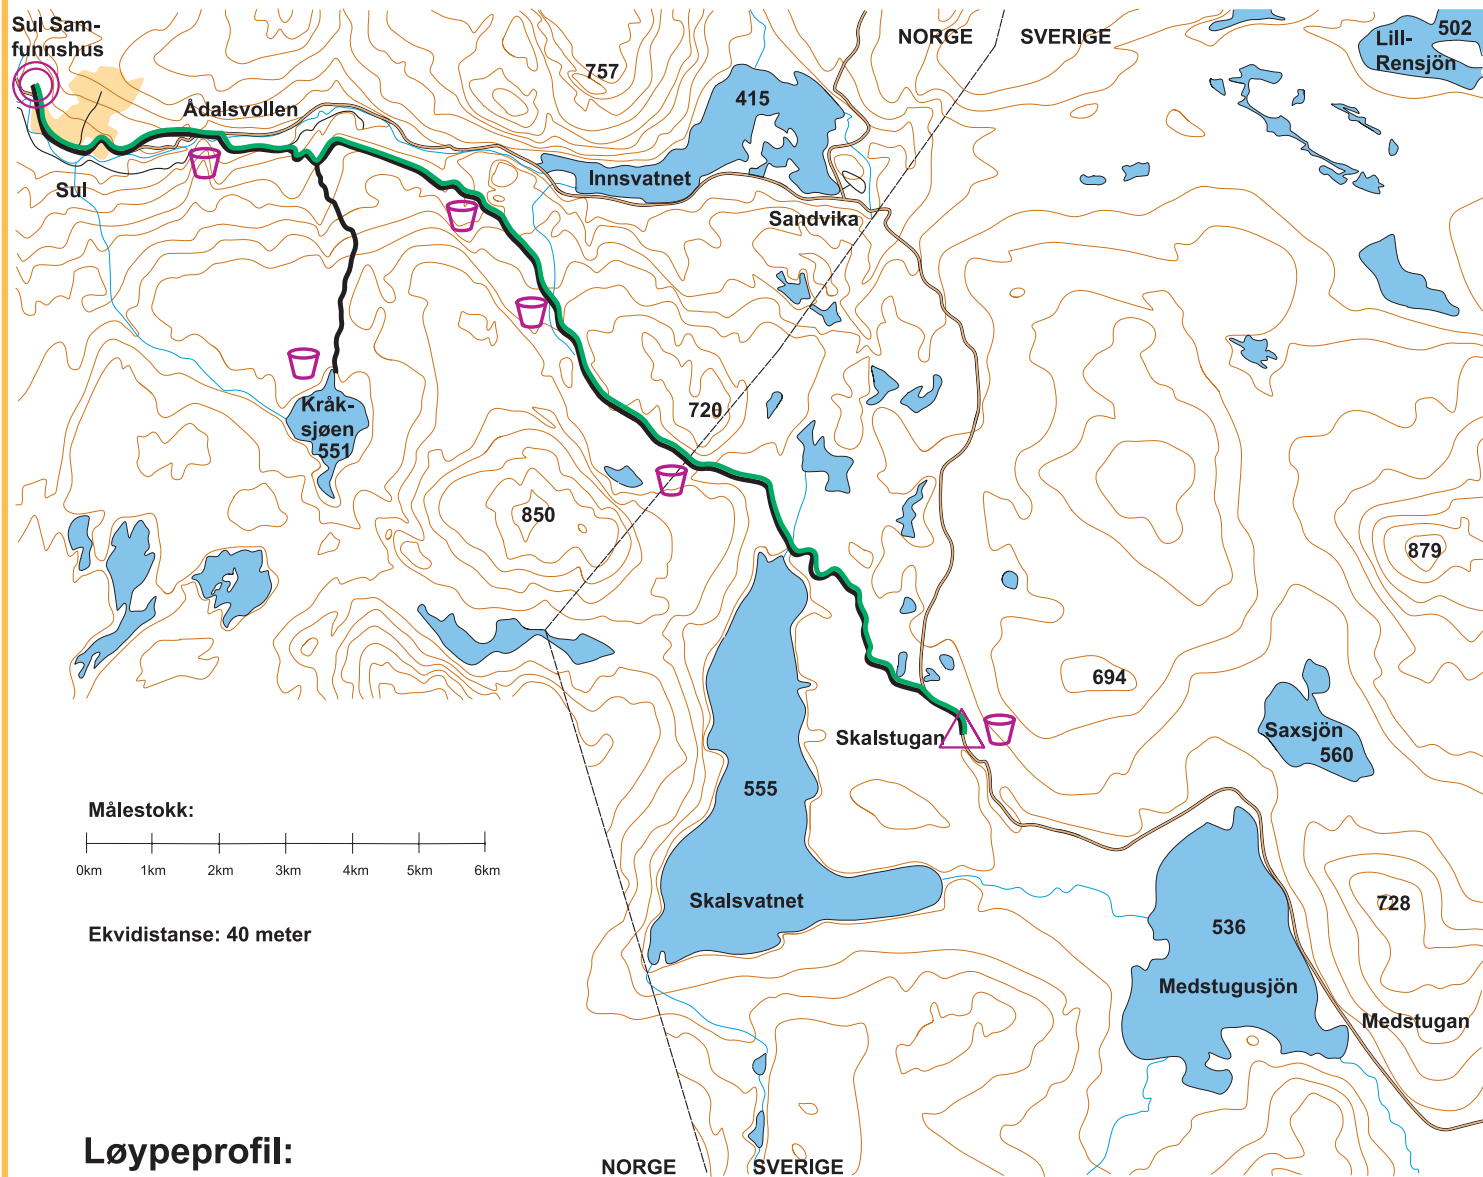 Sul Sam-
funnshus
NORGE
SVERIGE
502
Lill-
Rensjön
757
415
Ådalsvollen
Innsvatnet
Sul
Sandvika
Kråk-
sjøen
551
720
850
879
694
Skalstugan
Saxsjön
560
555
Målestokk:
0km 1km 2km 3km 4km 5km 6km
Skalsvatnet
728
536
Ekvidistanse: 40 meter
Medstugusjön
Medstugan
Løypeprofil:
NORGE
SVERIGE